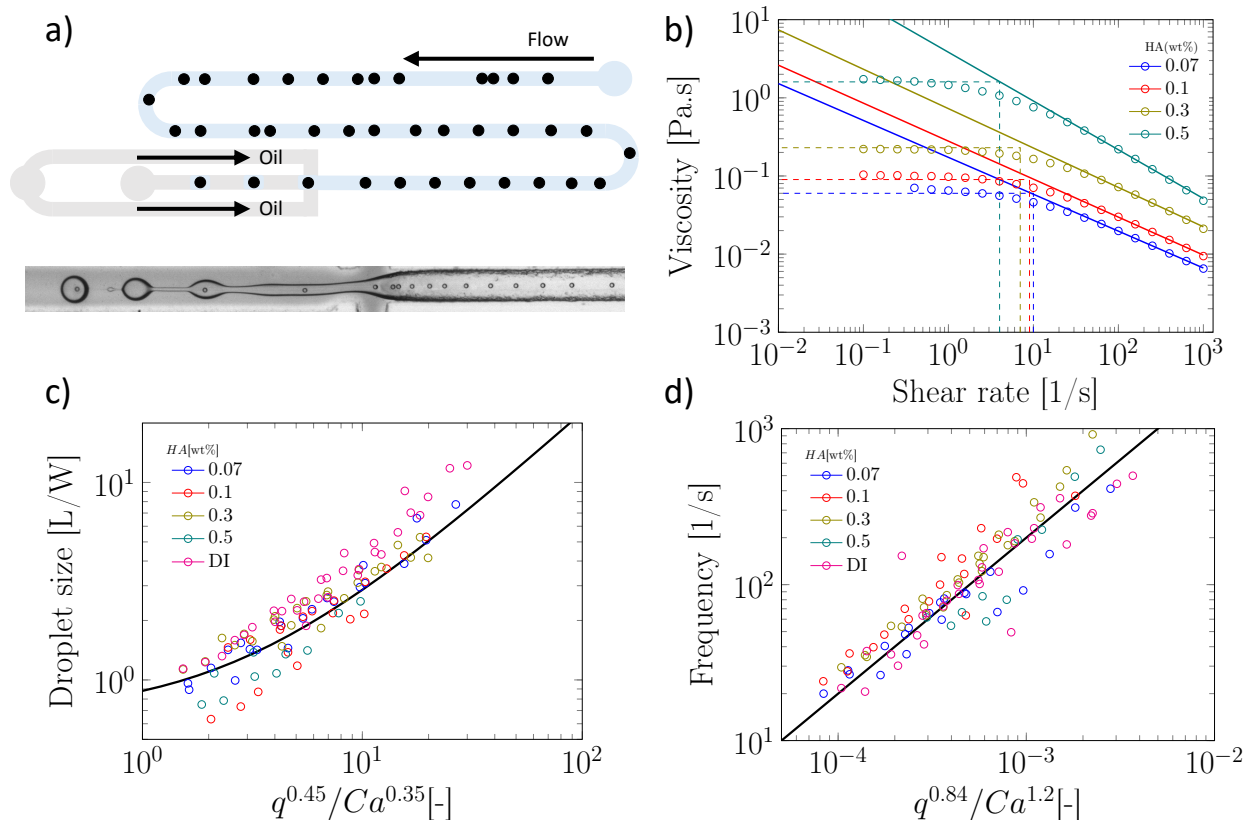 a)
Flow
Oil
Oil
b)
Viscosity [Pa.s]
10^1
10^0
10^-1
10^-2
10^-3
10^-2 10^-1 10^0 10^1 10^2 10^3
Shear rate [1/s]
HA(wt%)
0.07
0.1
0.3
0.5
c)
Droplet size [L/W]
10^1
10^0
10^0 10^1 10^2
q^0.45/Ca^0.35[-]
HA[wt%]
0.07
0.1
0.3
0.5
DI
d)
Frequency [1/s]
10^3
10^2
10^1
10^-4 10^-3 10^-2
q^0.84/Ca^1.2[-]
HA[wt%]
0.07
0.1
0.3
0.5
DI